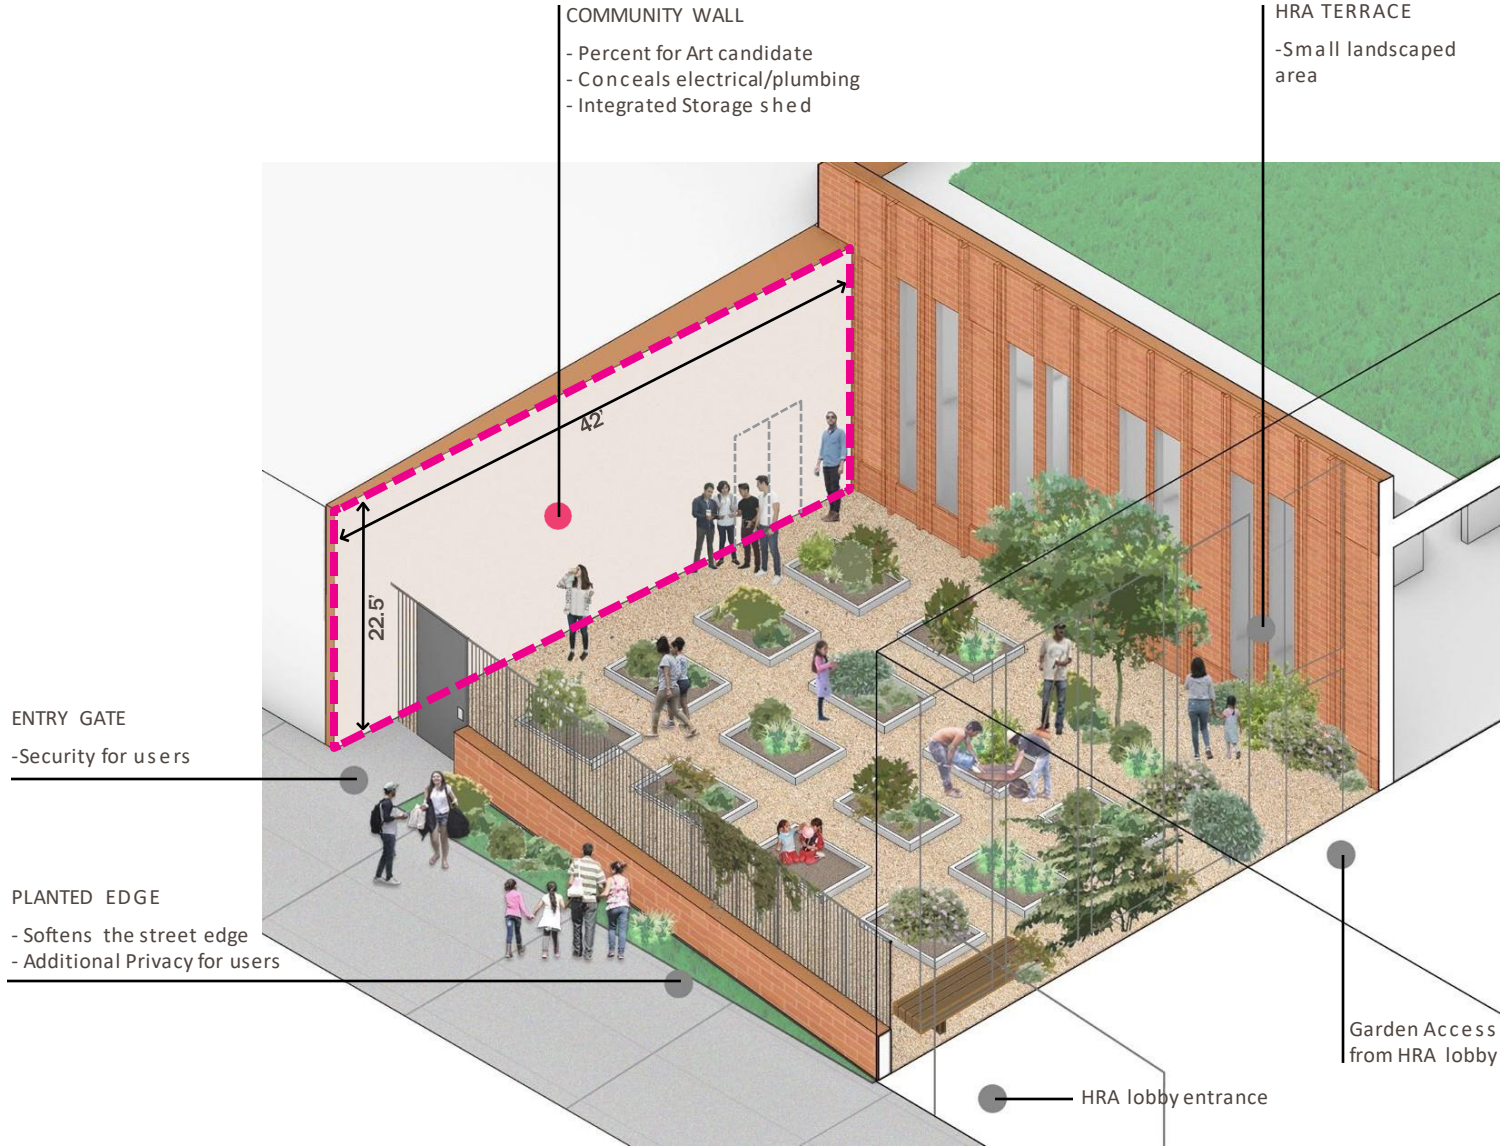 COMMUNITY WALL
- Percent for Art candidate
- Conceals electrical/plumbing
- Integrated Storage shed
HRA TERRACE
-Small landscaped
area
42'
22.5'
ENTRY GATE
-Security for users
PLANTED EDGE
- Softens the street edge
- Additional Privacy for users
Garden Access
from HRA lobby
HRA lobby entrance